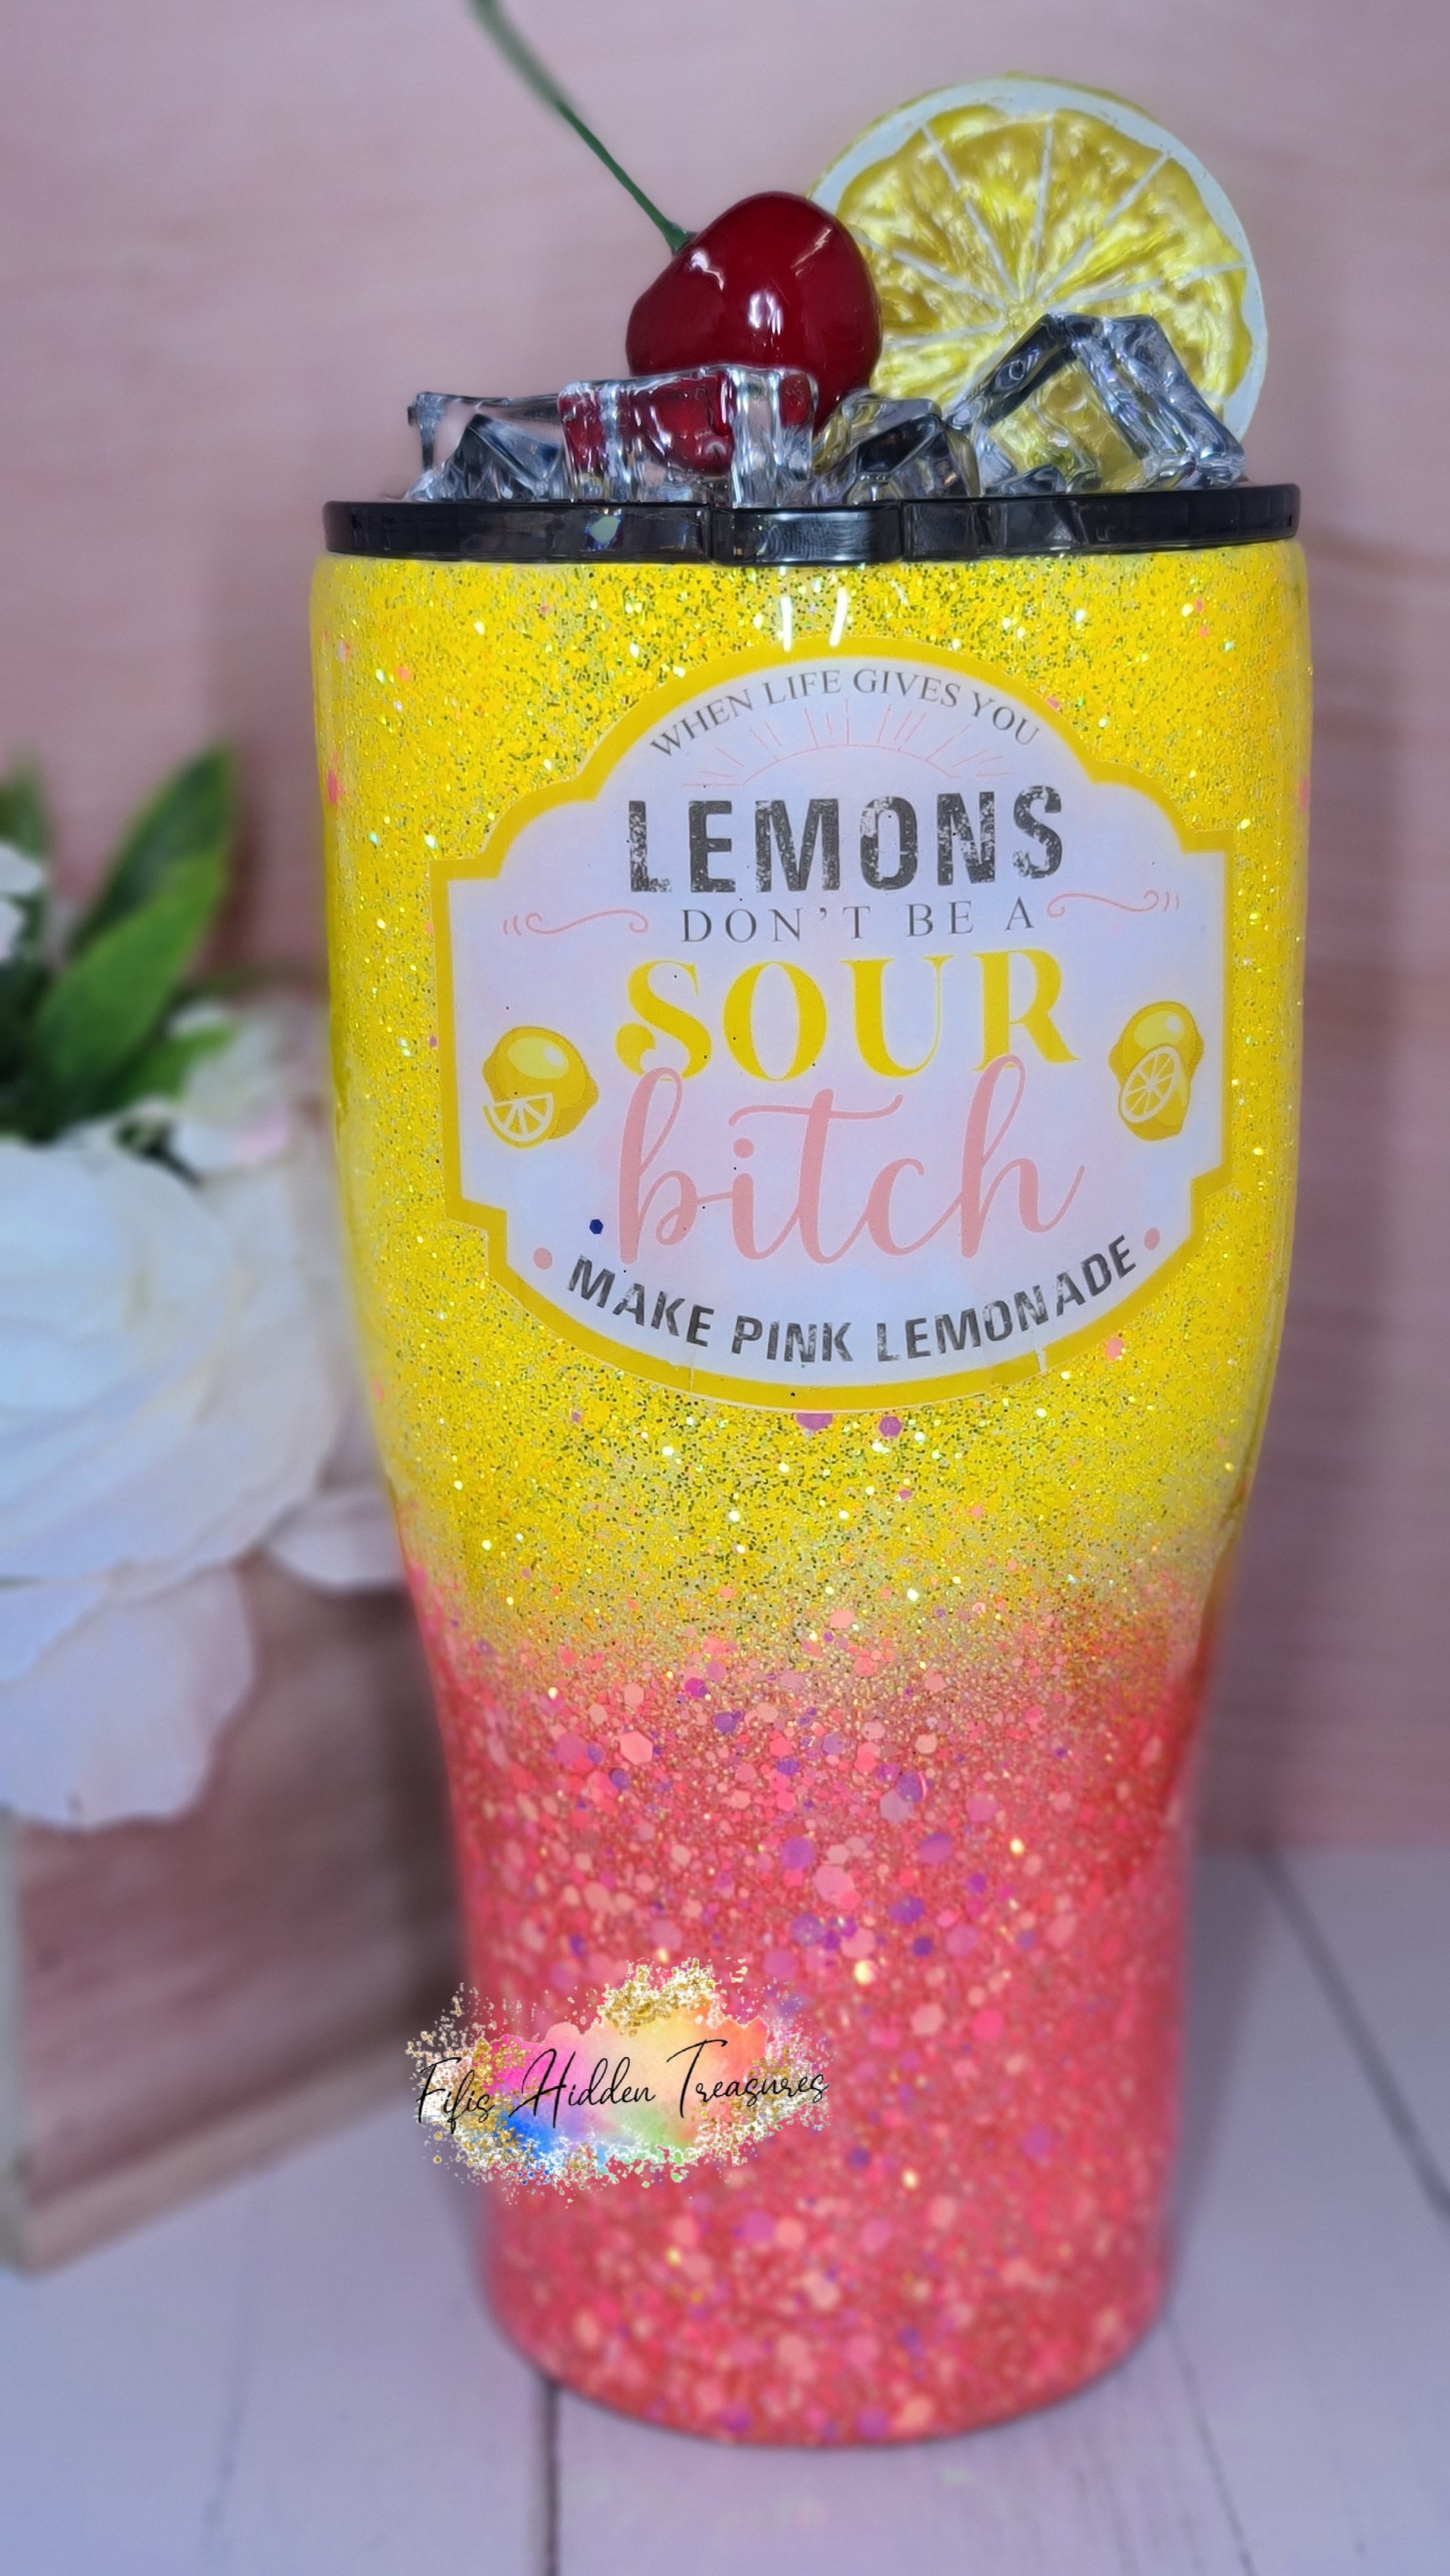 WHEN LIFE GIVES YOU
LEMONS
DON'T BE A
SOUR
bitch
MAKE PINK LEMONADE
Fifis Hidden Treasures